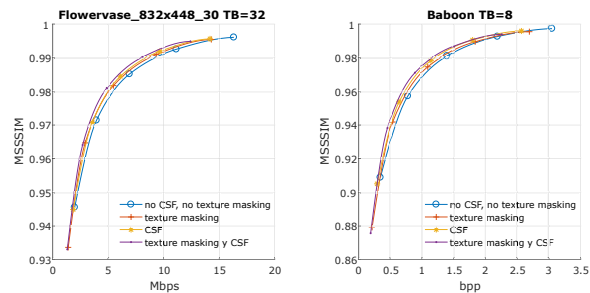 Flowervase_832x448_30 TB=32
1
0.99
0.98
0.97
0.96
0.95
0.94
0.93
MSSSIM
0
5
10
15
20
Mbps
no CSF, no texture masking
texture masking
CSF
texture masking y CSF
Baboon TB=8
1
0.98
0.96
0.94
0.92
0.9
0.88
0.86
MSSSIM
0
0.5
1
1.5
2
2.5
3
3.5
bpp
no CSF, no texture masking
texture masking
CSF
texture masking y CSF